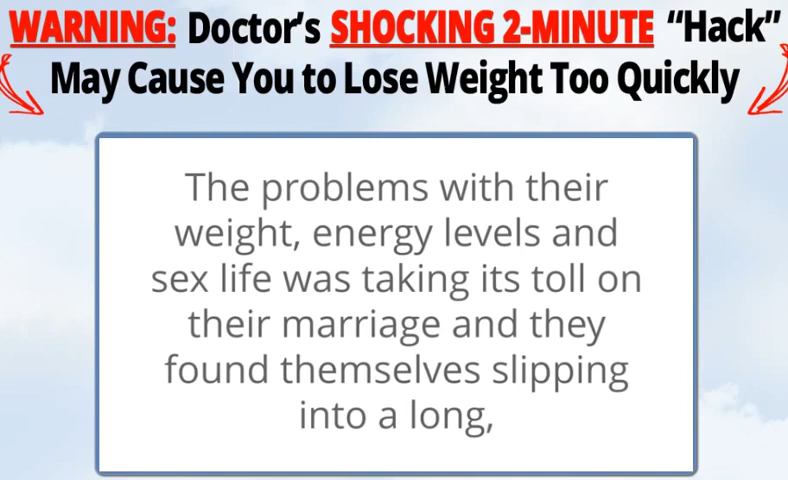 WARNING: Doctor's SHOCKING 2-MINUTE “Hack”
May Cause You to Lose Weight Too Quickly
The problems with their
weight, energy levels and
sex life was taking its toll on
their marriage and they
found themselves slipping
into a long,